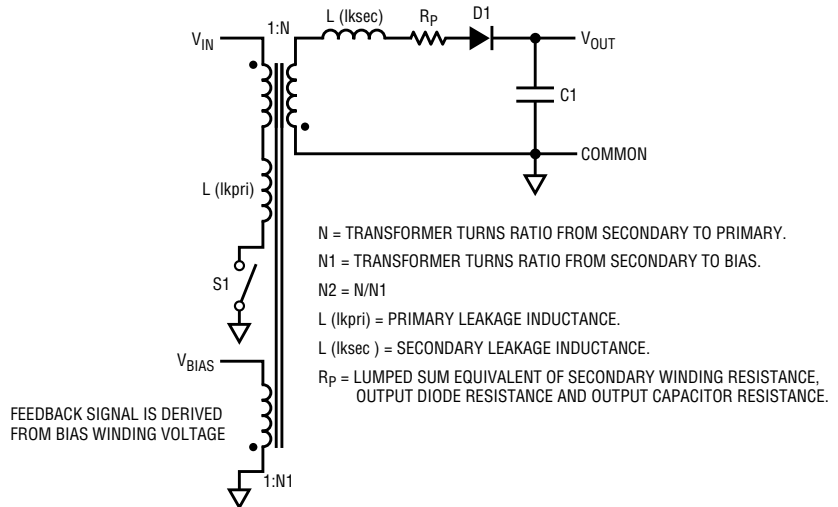 L (lksec)
RP
D1
1:N
VIN
VOUT
C1
COMMON
L (lkpri)
S1
N = TRANSFORMER TURNS RATIO FROM SECONDARY TO PRIMARY.
N1 = TRANSFORMER TURNS RATIO FROM SECONDARY TO BIAS.
N2 = N/N1
L (lkpri) = PRIMARY LEAKAGE INDUCTANCE.
L (lksec ) = SECONDARY LEAKAGE INDUCTANCE.
RP = LUMPED SUM EQUIVALENT OF SECONDARY WINDING RESISTANCE,
OUTPUT DIODE RESISTANCE AND OUTPUT CAPACITOR RESISTANCE.
VBIAS
FEEDBACK SIGNAL IS DERIVED
FROM BIAS WINDING VOLTAGE
1:N1